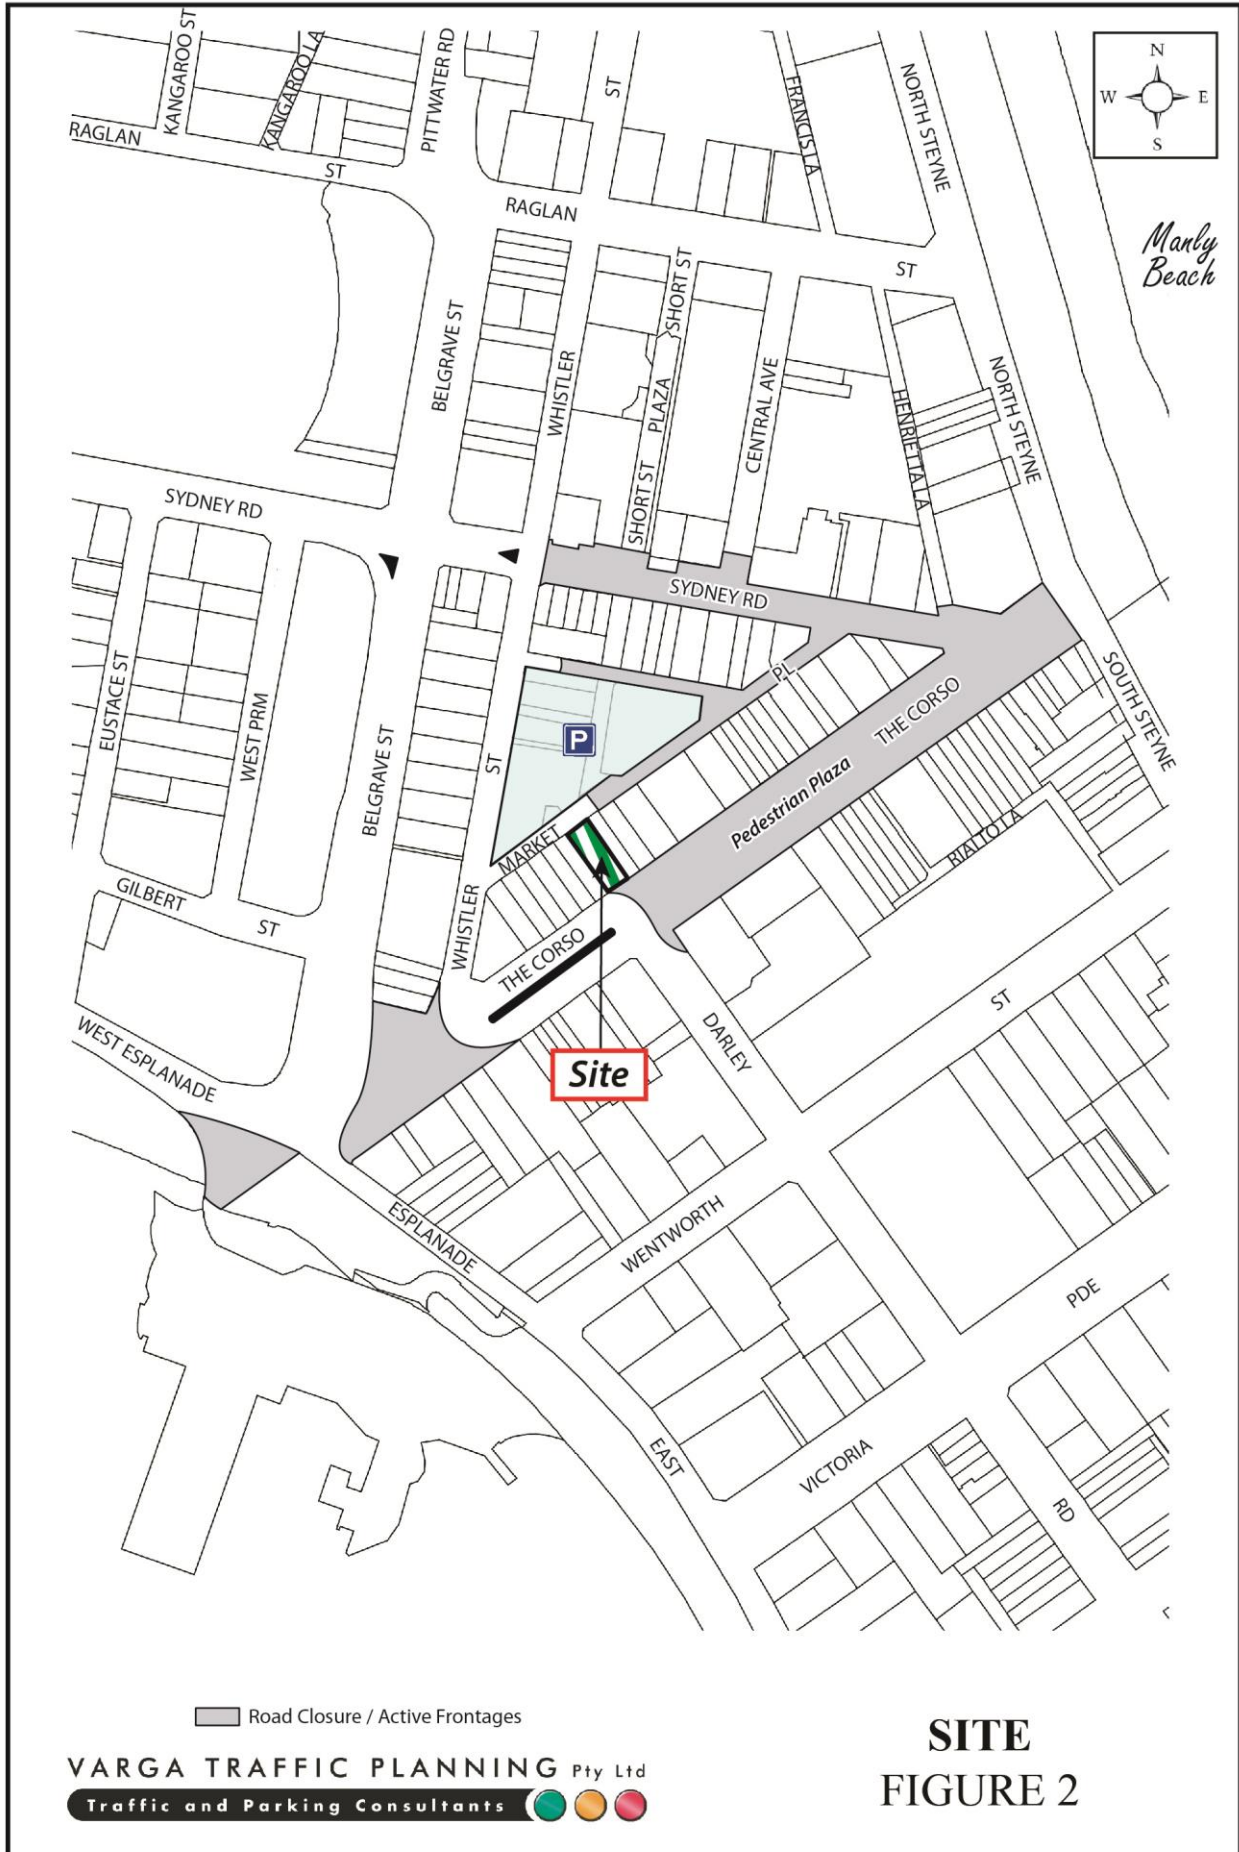 KANGAROO ST
KANGAROO LA
PITTWATER RD
ST
FRANCIS LA
NORTH STEYNE
N
W E
S
RAGLAN
ST
RAGLAN
ST
Manly
Beach
SHORT ST
BELGRAVE ST
WHISTLER
PLAZA
CENTRAL AVE
HENRIETTA LA
NORTH STEYNE
SYDNEY RD
SHORT ST
SYDNEY RD
EUSTACE ST
WEST PRM
BELGRAVE ST
ST
P
PL
THE CORSO
SOUTH STEYNE
Pedestrian Plaza
MARKET
RIALTO LA
GILBERT
ST
WHISTLER
THE CORSO
ST
DARLEY
WEST ESPLANADE
Site
ESPLANADE
WENTWORTH
PDE
EAST
VICTORIA
RD
Road Closure / Active Frontages
VARGA TRAFFIC PLANNING Pty Ltd
Traffic and Parking Consultants
SITE
FIGURE 2